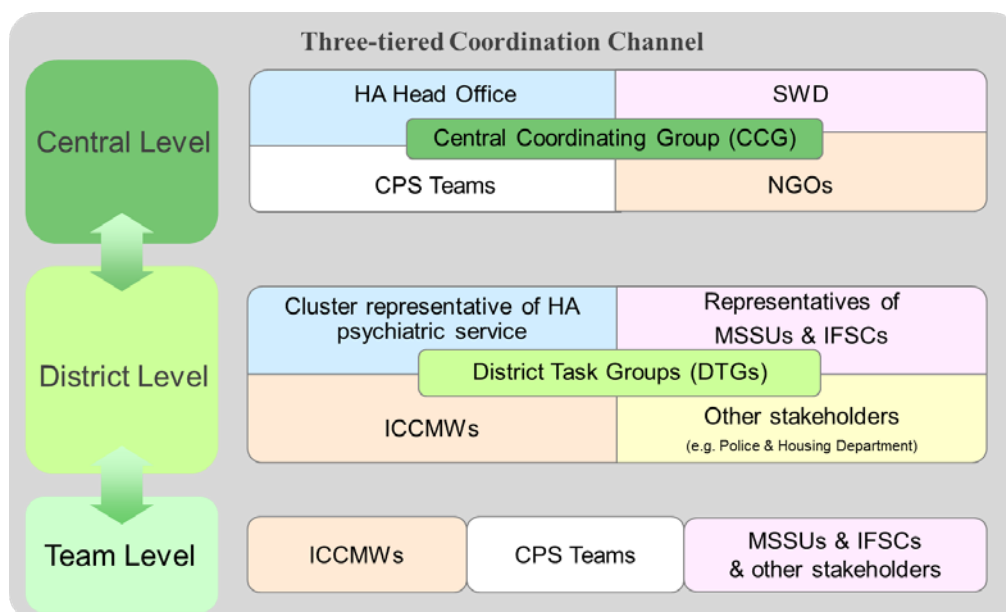 Three-tiered Coordination Channel
Central Level
HA Head Office
SWD
Central Coordinating Group (CCG)
CPS Teams
NGOs
District Level
Cluster representative of HA
psychiatric service
Representatives of
MSSUs & IFSCs
District Task Groups (DTGs)
ICCMWs
Other stakeholders
(e.g. Police & Housing Department)
Team Level
ICCMWs
CPS Teams
MSSUs & IFSCs
& other stakeholders